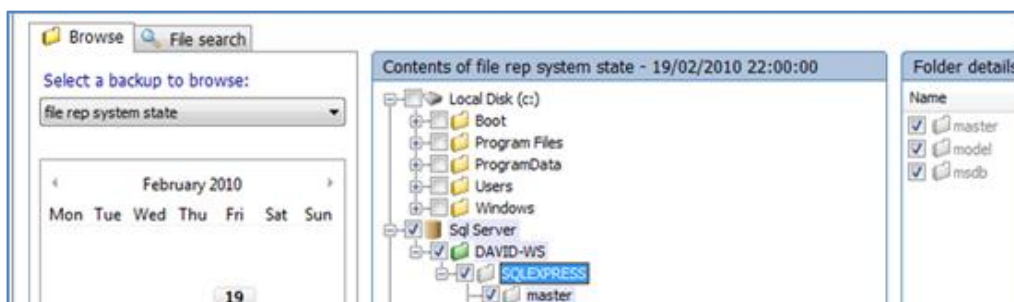 Browse
File search
Select a backup to browse:
file rep system state
February 2010
Mon Tue Wed Thu Fri Sat Sun
19
Contents of file rep system state - 19/02/2010 22:00:00
Local Disk (c:)
Boot
Program Files
ProgramData
Users
Windows
Sql Server
DAVID-WS
SQLEXPRESS
master
Folder details
Name
master
model
msdb